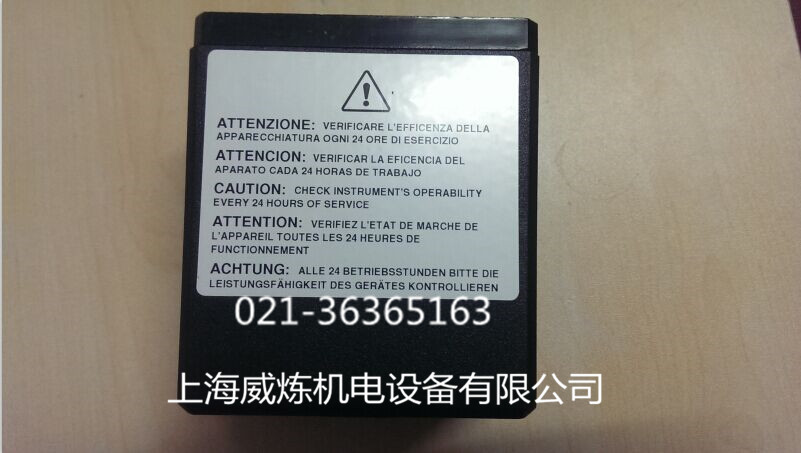 ATTENZIONE: VERIFICARE L'EFFICENZA DELLA
APPARECCHIATURA OGNI 24 ORE DI ESERCIZIO
ATTENCION: VERIFICAR LA EFICENCIA DEL
APARATO CADA 24 HORAS DE TRABAJO
CAUTION: CHECK INSTRUMENT'S OPERABILITY
EVERY 24 HOURS OF SERVICE
ATTENTION: VERIFIEZ L'ETAT DE MARCHE DE
L'APPAREIL TOUTES LES 24 HEURES DE
FUNCTIONNEMENT
ACHTUNG: ALLE 24 BETRIEBSSTUNDEN BITTE DIE
LEISTUNGSFÄHIGKEIT DES GERÄTES KONTROLLIEREN
021-36365163
上海威炼机电设备有限公司